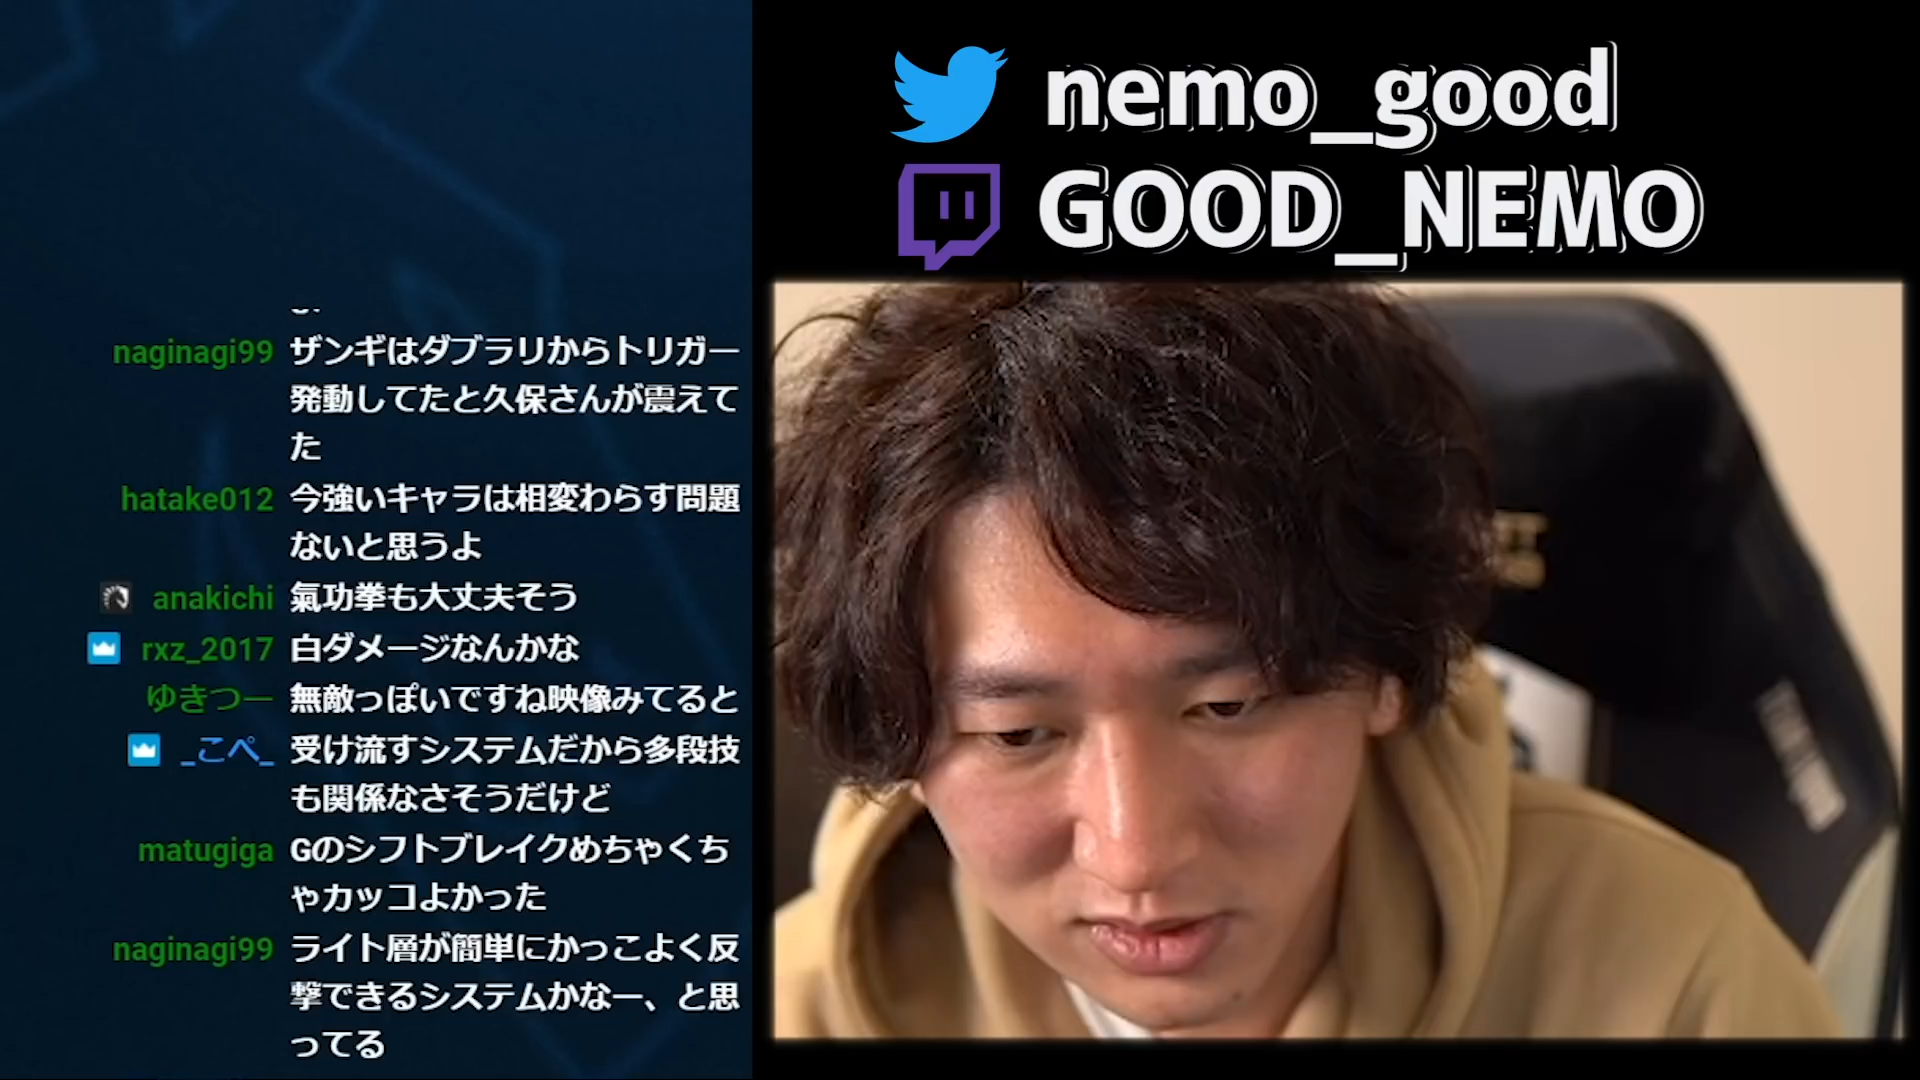 nemo_good
GOOD_NEMO
naginagi99 ザンギはダブラリからトリガー
発動してたと久保さんが震えて
た
hatake012 今強いキャラは相変わらす問題
ないと思うよ
anakichi 氣功拳も大丈夫そう
rxz_2017 白ダメージなんかな
ゆきつー 無敵っぽいですね映像みてると
_こぺ_ 受け流すシステムだから多段技
も関係なさそうだけど
matugiga Gのシフトブレイクめちゃくち
ゃカッコよかった
naginagi99 ライト層が簡単にかっこよく反
撃できるシステムかなー、と思
ってる